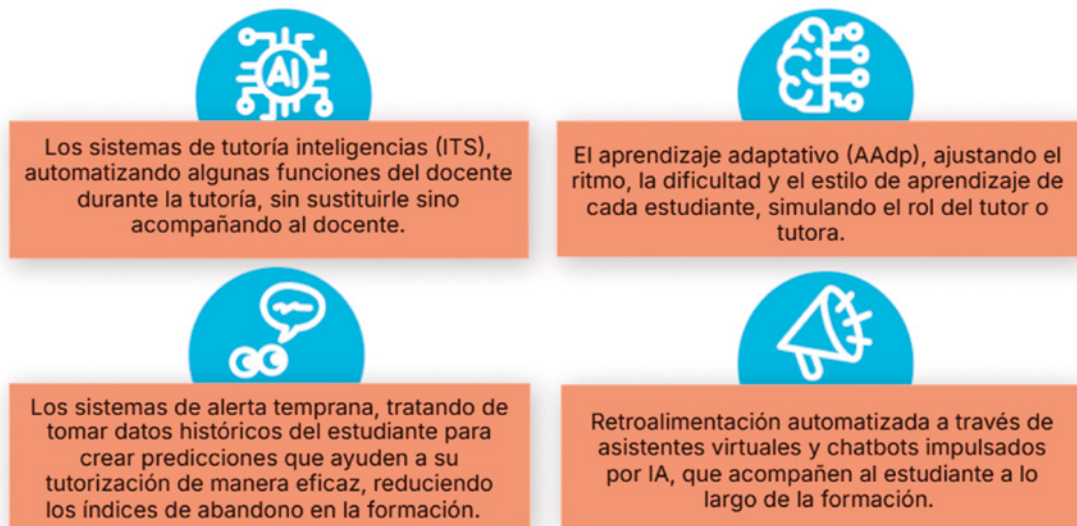 AI
Los sistemas de tutoría inteligencias (ITS),
automatizando algunas funciones del docente
durante la tutoría, sin sustituirle sino
acompañando al docente.
El aprendizaje adaptativo (AAdp), ajustando el
ritmo, la dificultad y el estilo de aprendizaje de
cada estudiante, simulando el rol del tutor o
tutora.
Los sistemas de alerta temprana, tratando de
tomar datos históricos del estudiante para
crear predicciones que ayuden a su
tutorización de manera eficaz, reduciendo
los índices de abandono en la formación.
Retroalimentación automatizada a través de
asistentes virtuales y chatbots impulsados
por IA, que acompañen al estudiante a lo
largo de la formación.